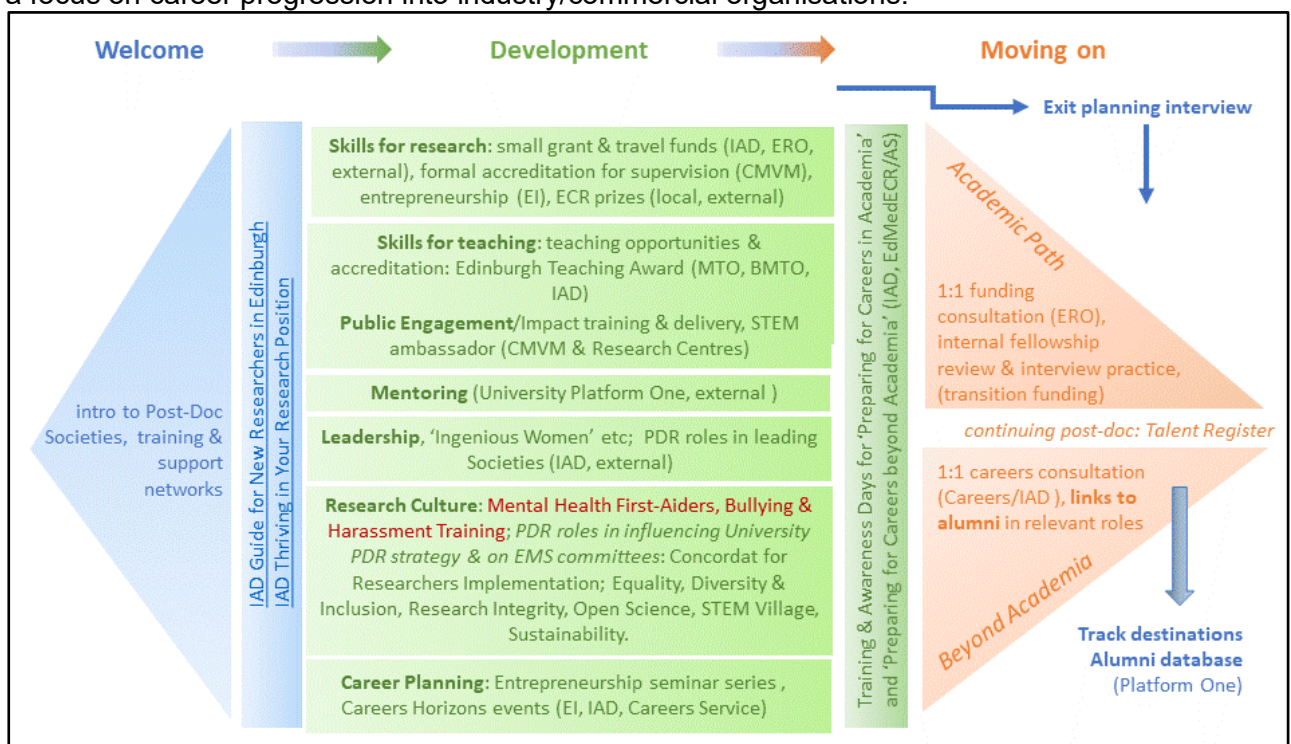 a focus on career progression into industry/commercial organisations.
Welcome
Development
Moving on
Exit planning interview
intro to Post-Doc
Societies, training &
support
networks
IAD Guide for New Researchers in Edinburgh
IAD Thriving in Your Research Position
Skills for research: small grant & travel funds (IAD, ERO,
external), formal accreditation for supervision (CMVM),
entrepreneurship (EI), ECR prizes (local, external)
Skills for teaching: teaching opportunities &
accreditation: Edinburgh Teaching Award (MTO, BMTO,
IAD)
Public Engagement/Impact training & delivery, STEM
ambassador (CMVM & Research Centres)
Mentoring (University Platform One, external )
Leadership, ‘Ingenious Women’ etc; PDR roles in leading
Societies (IAD, external)
Research Culture: Mental Health First-Aiders, Bullying &
Harassment Training; PDR roles in influencing University
PDR strategy & on EMS committees: Concordat for
Researchers Implementation; Equality, Diversity &
Inclusion, Research Integrity, Open Science, STEM Village,
Sustainability.
Career Planning: Entrepreneurship seminar series ,
Careers Horizons events (EI, IAD, Careers Service)
Training & Awareness Days for ‘Preparing for Careers in Academia’
and ‘Preparing for Careers beyond Academia’ (IAD, EdMedECR/AS)
Academic Path
1:1 funding
consultation (ERO),
internal fellowship
review & interview practice,
(transition funding)
continuing post-doc: Talent Register
1:1 careers consultation
(Careers/IAD ), links to
alumni in relevant roles
Beyond Academia
Track destinations
Alumni database
(Platform One)